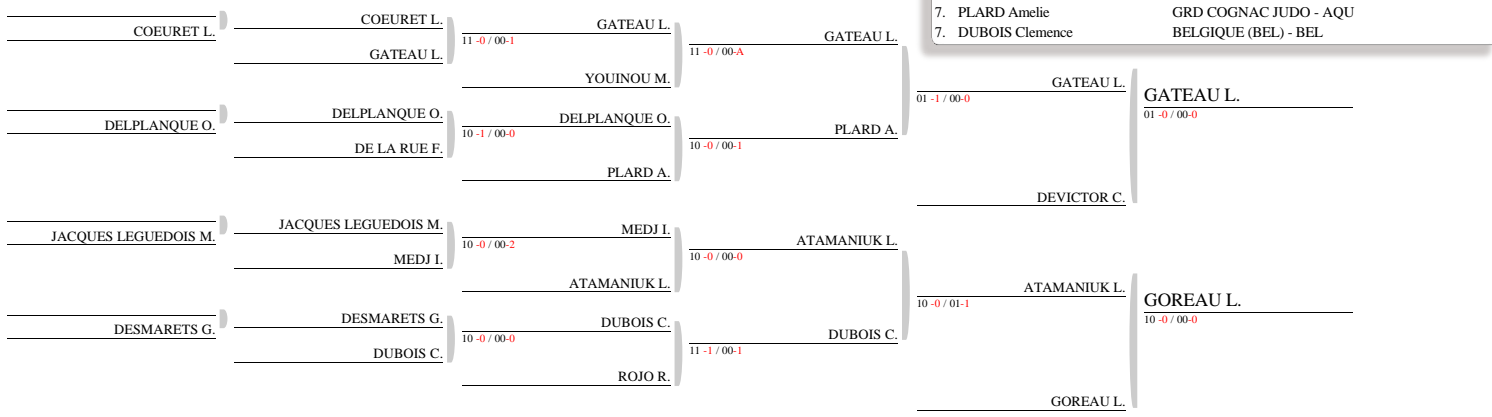 COEURET L.
DELPLANQUE O.
JACQUES LEGUEDOIS M.
DESMARETS G.
COEURET L.
GATEAU L.
DELPLANQUE O.
DE LA RUE F.
JACQUES LEGUEDOIS M.
MEDJ I.
DESMARETS G.
DUBOIS C.
GATEAU L.
11 -0 / 00-1
YOUINOU M.
DELPLANQUE O.
10 -1 / 00-0
PLARD A.
MEDJ I.
10 -0 / 00-2
ATAMANIUK L.
DUBOIS C.
10 -0 / 00-0
ROJO R.
GATEAU L.
11 -0 / 00-A
PLARD A.
10 -0 / 00-1
ATAMANIUK L.
10 -0 / 00-0
DUBOIS C.
11 -1 / 00-1
7. PLARD Amelie GRD COGNAC JUDO - AQU
7. DUBOIS Clemence BELGIQUE (BEL) - BEL
GATEAU L.
01 -1 / 00-0
DEVICTOR C.
ATAMANIUK L.
10 -0 / 01-1
GOREAU L.
GATEAU L.
01 -0 / 00-0
GOREAU L.
10 -0 / 00-0